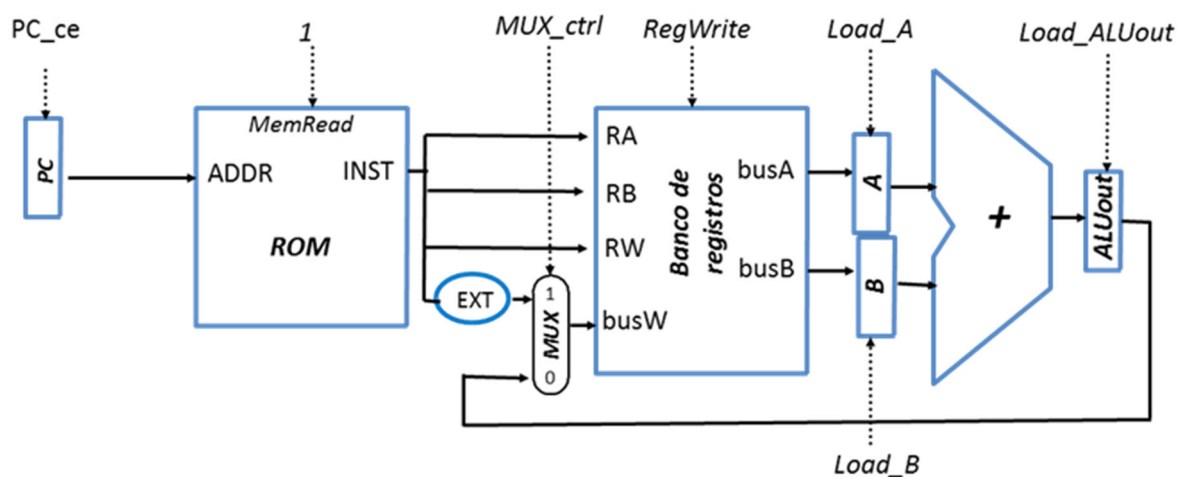 PC_ce
1
MUX_ctrl
RegWrite
Load_A
Load_ALUout
PC
MemRead
ADDR
INST
ROM
EXT
1
MUX
0
RA
RB
RW
busW
Banco de
registros
busA
busB
A
B
+
ALUout
Load_B